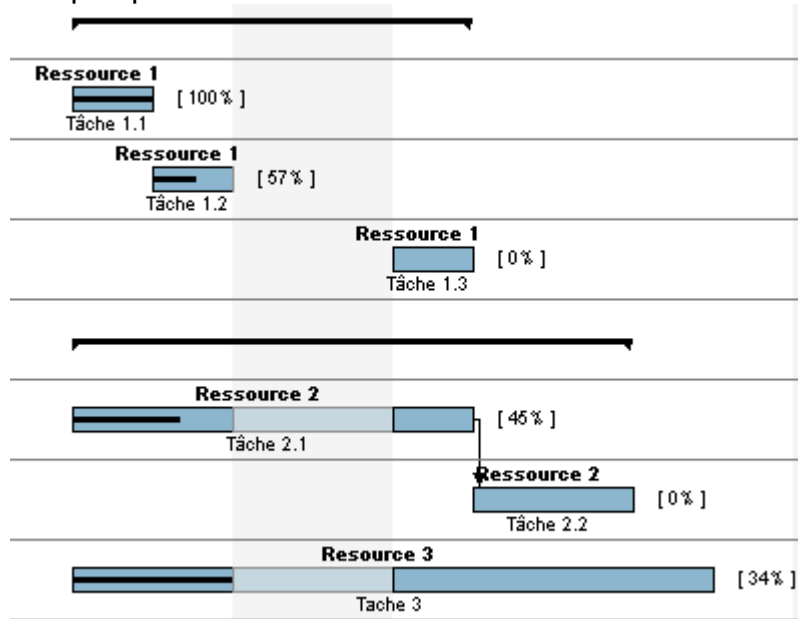 Ressource 1
[ 100% ]
Tâche 1.1
Ressource 1
[ 57% ]
Tâche 1.2
Ressource 1
[ 0% ]
Tâche 1.3
Ressource 2
[ 45% ]
Tâche 2.1
Ressource 2
[ 0% ]
Tâche 2.2
Resource 3
[ 34% ]
Tache 3